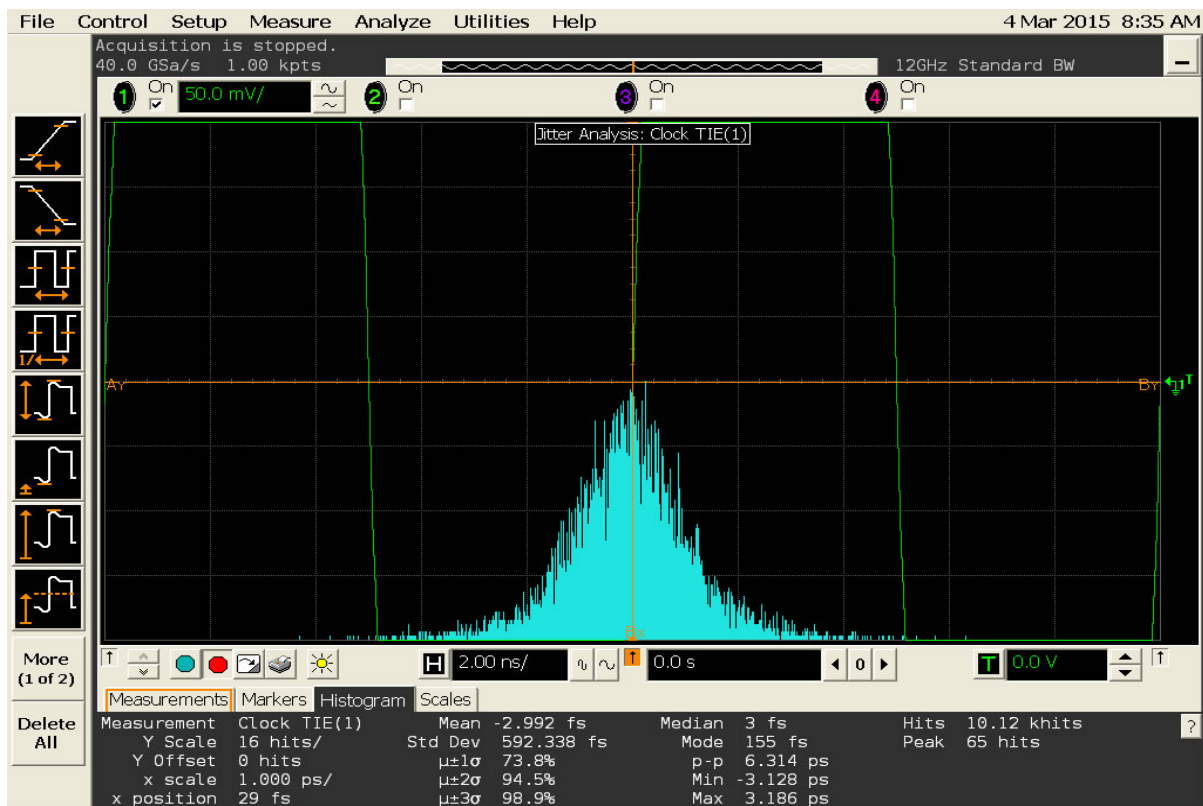 File Control Setup Measure Analyze Utilities Help 4 Mar 2015 8:35 AM
Acquisition is stopped.
40.0 GSa/s 1.00 kpts 12GHz Standard BW
1 On 50.0 mV/ 2 On 3 On 4 On
Jitter Analysis: Clock TIE(1)
1/
AY BY 1T
BX
More
(1 of 2)
Delete
All
H 2.00 ns/ 0.0 s 0 T 0.0 V
Measurements Markers Histogram Scales
Measurement Clock TIE(1) Mean -2.992 fs Median 3 fs Hits 10.12 khits ?
Y Scale 16 hits/ Std Dev 592.338 fs Mode 155 fs Peak 65 hits
Y Offset 0 hits µ±1σ 73.8% p-p 6.314 ps
x scale 1.000 ps/ µ±2σ 94.5% Min -3.128 ps
x position 29 fs µ±3σ 98.9% Max 3.186 ps